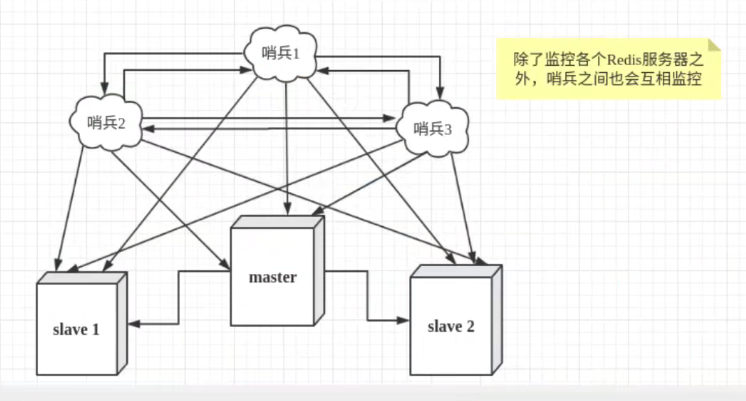 哨兵1
除了监控各个Redis服务器之
外，哨兵之间也会互相监控
哨兵2
哨兵3
master
slave 1
slave 2